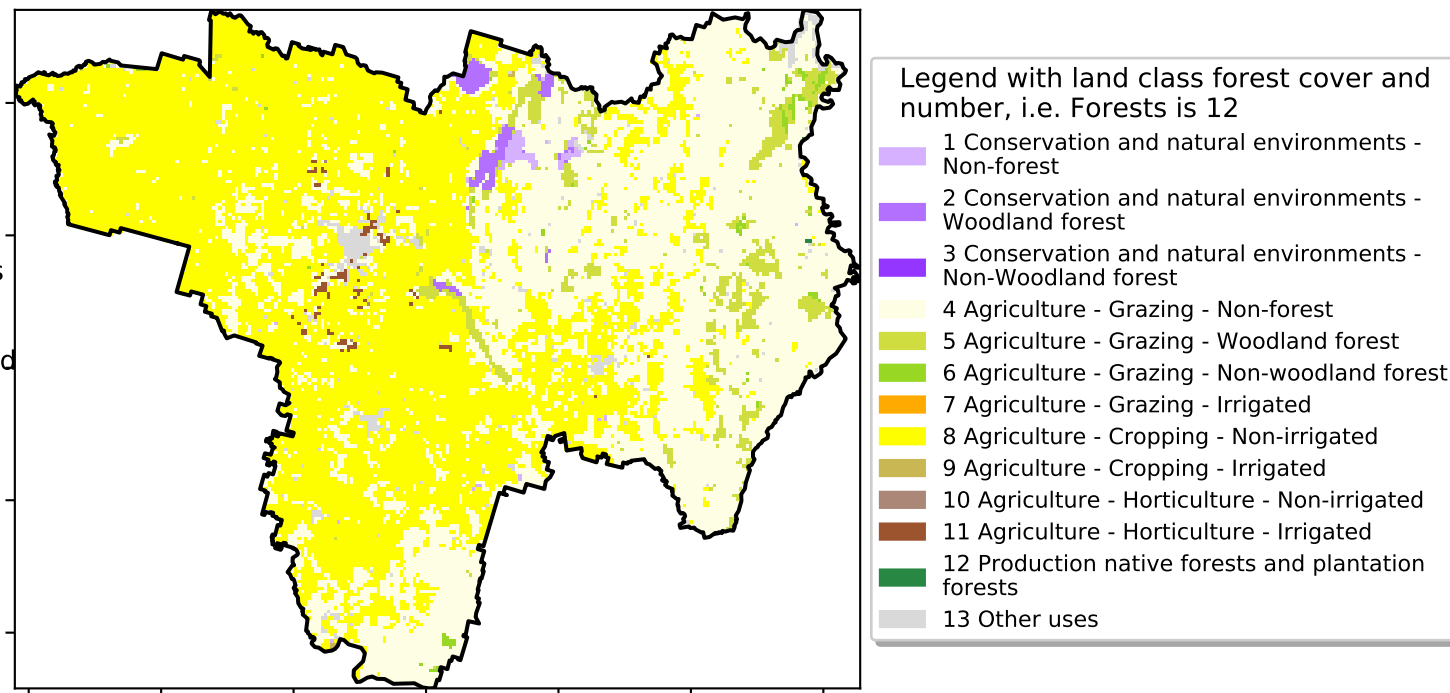 Legend with land class forest cover and
number, i.e. Forests is 12
1 Conservation and natural environments -
Non-forest
2 Conservation and natural environments -
Woodland forest
3 Conservation and natural environments -
Non-Woodland forest
4 Agriculture - Grazing - Non-forest
5 Agriculture - Grazing - Woodland forest
6 Agriculture - Grazing - Non-woodland forest
7 Agriculture - Grazing - Irrigated
8 Agriculture - Cropping - Non-irrigated
9 Agriculture - Cropping - Irrigated
10 Agriculture - Horticulture - Non-irrigated
11 Agriculture - Horticulture - Irrigated
12 Production native forests and plantation
forests
13 Other uses